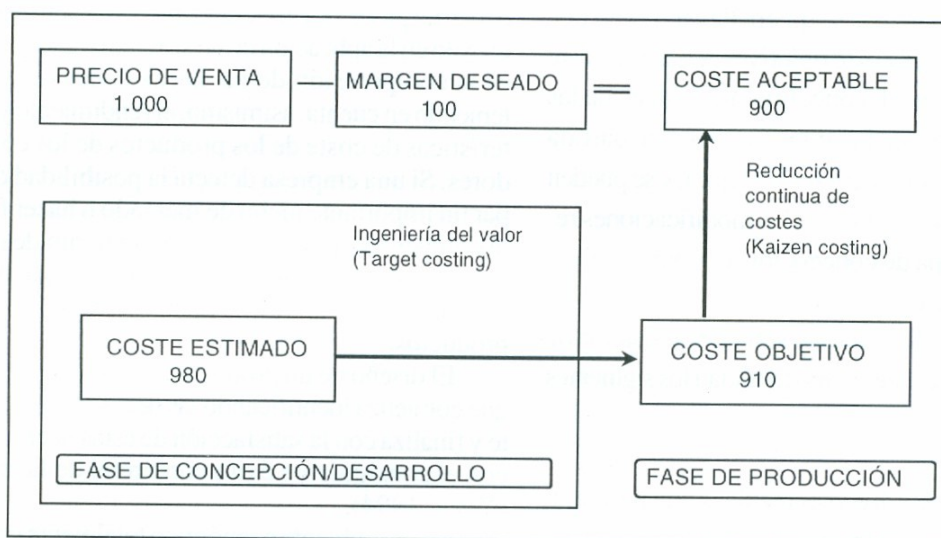 PRECIO DE VENTA
1.000
—
MARGEN DESEADO
100
=
COSTE ACEPTABLE
900
Reducción
continua de
costes
(Kaizen costing)
Ingeniería del valor
(Target costing)
COSTE ESTIMADO
980
COSTE OBJETIVO
910
FASE DE CONCEPCIÓN/DESARROLLO
FASE DE PRODUCCIÓN